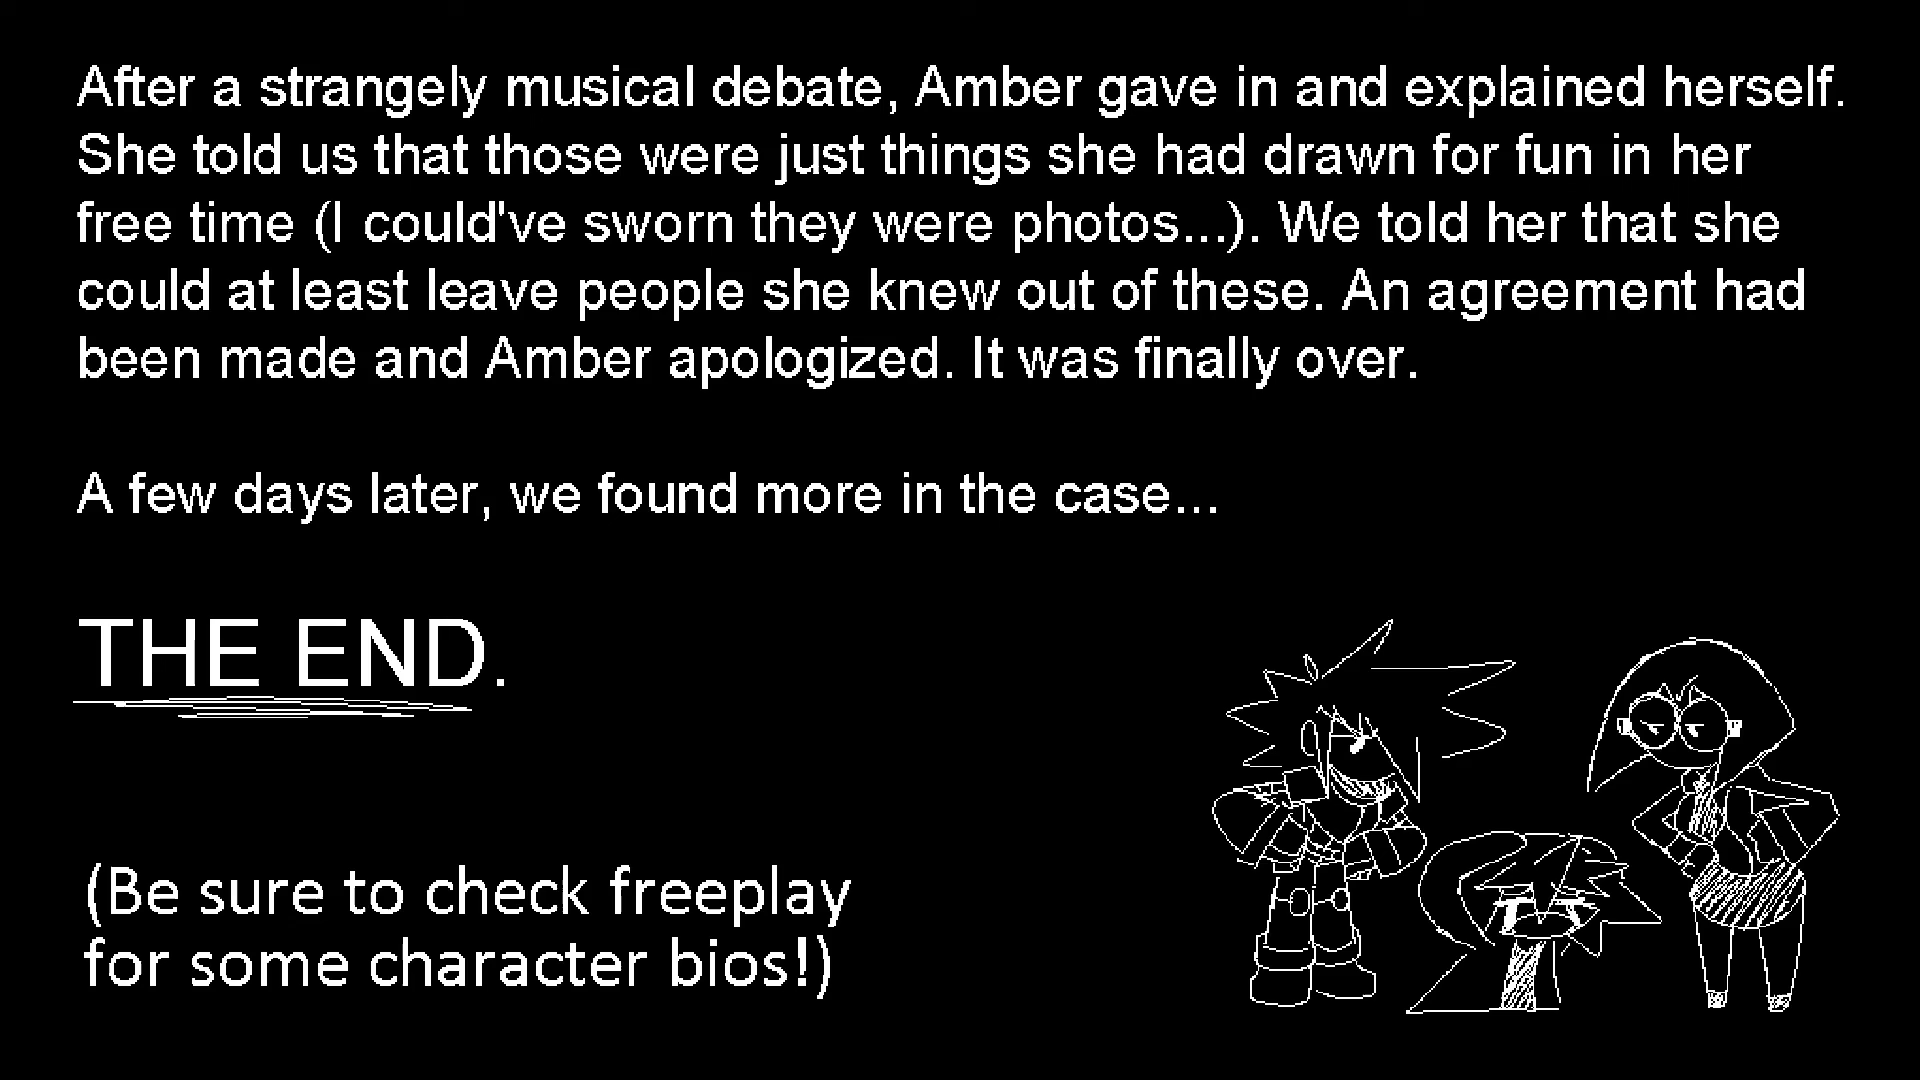 After a strangely musical debate, Amber gave in and explained herself.
She told us that those were just things she had drawn for fun in her
free time (I could've sworn they were photos...). We told her that she
could at least leave people she knew out of these. An agreement had
been made and Amber apologized. It was finally over.
A few days later, we found more in the case...
THE END.
(Be sure to check freeplay
for some character bios!)